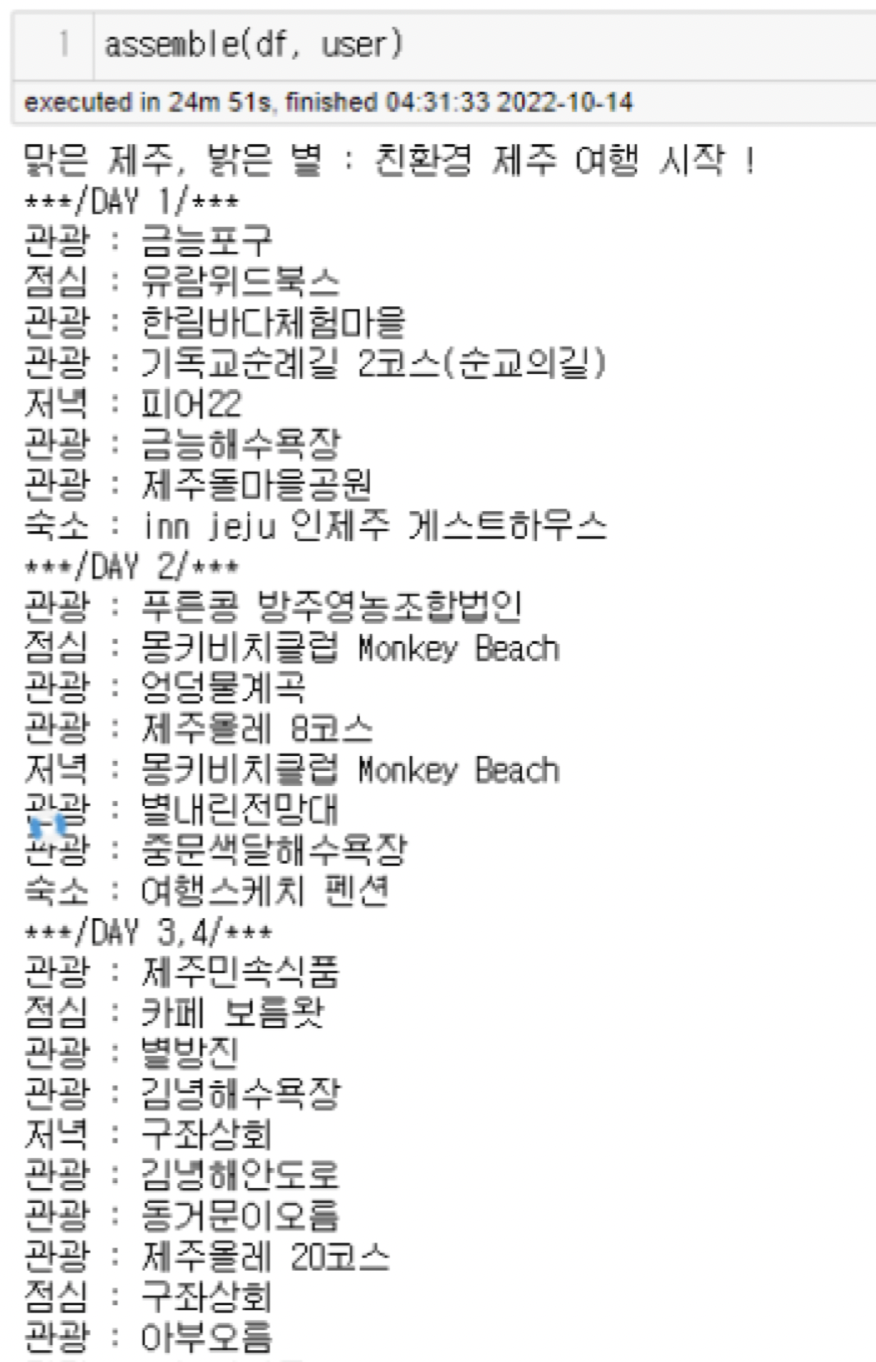 1 assemble(df, user)
executed in 24m 51s, finished 04:31:33 2022-10-14
맑은 제주, 밝은 별 : 친환경 제주 여행 시작 !
***/DAY 1/***
관광 : 금능포구
점심 : 유람위드북스
관광 : 한림바다체험마을
관광 : 기독교순례길 2코스(순교의길)
저녁 : 피어22
관광 : 금능해수욕장
관광 : 제주돌마을공원
숙소 : inn jeju 인제주 게스트하우스
***/DAY 2/***
관광 : 푸른콩 방주영농조합법인
점심 : 몽키비치클럽 Monkey Beach
관광 : 엉덩물계곡
관광 : 제주올레 8코스
저녁 : 몽키비치클럽 Monkey Beach
관광 : 별내린전망대
관광 : 중문색달해수욕장
숙소 : 여행스케치 펜션
***/DAY 3,4/***
관광 : 제주민속식품
점심 : 카페 보롬왓
관광 : 별방진
관광 : 김녕해수욕장
저녁 : 구좌상회
관광 : 김녕해안도로
관광 : 동거문이오름
관광 : 제주올레 20코스
점심 : 구좌상회
관광 : 아부오름